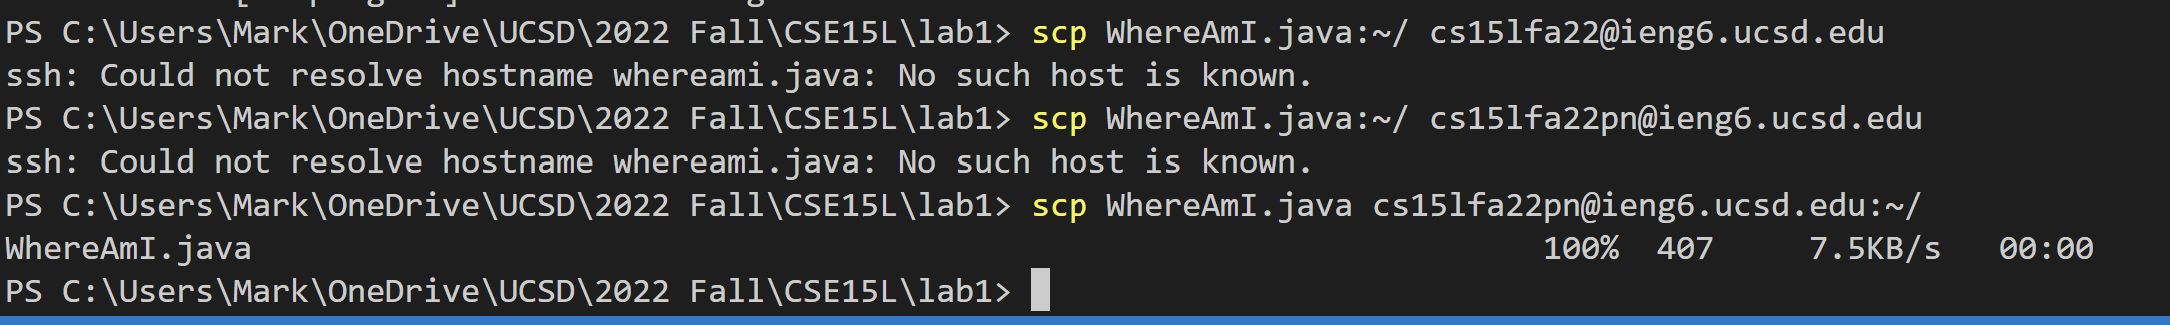 PS C:\Users\Mark\OneDrive\UCSD\2022 Fall\CSE15L\lab1> scp WhereAmI.java:~/ cs15lfa22@ieng6.ucsd.edu
ssh: Could not resolve hostname whereami.java: No such host is known.
PS C:\Users\Mark\OneDrive\UCSD\2022 Fall\CSE15L\lab1> scp WhereAmI.java:~/ cs15lfa22pn@ieng6.ucsd.edu
ssh: Could not resolve hostname whereami.java: No such host is known.
PS C:\Users\Mark\OneDrive\UCSD\2022 Fall\CSE15L\lab1> scp WhereAmI.java cs15lfa22pn@ieng6.ucsd.edu:~/
WhereAmI.java 100% 407 7.5KB/s 00:00
PS C:\Users\Mark\OneDrive\UCSD\2022 Fall\CSE15L\lab1>